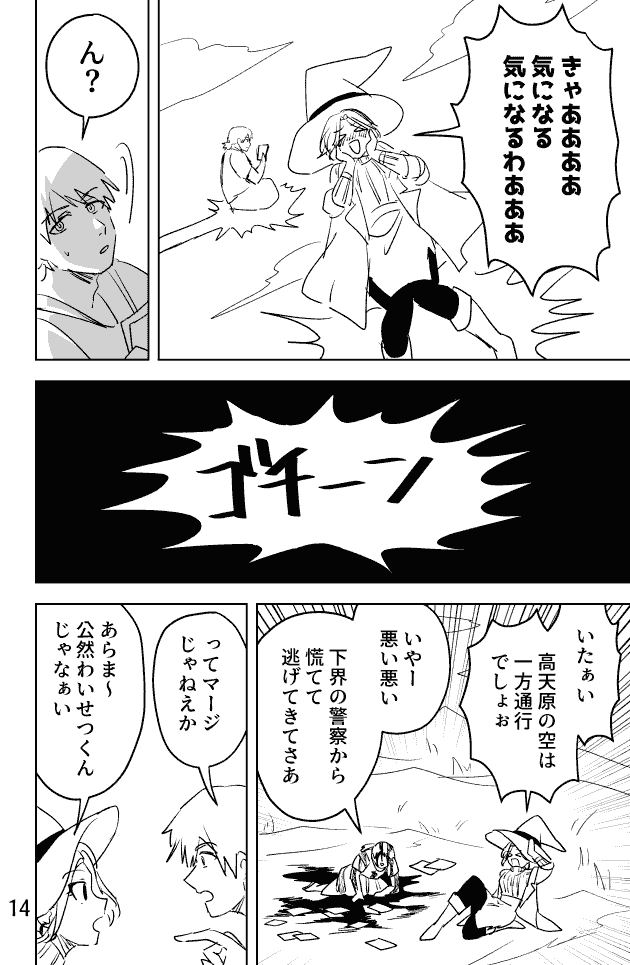 きゃああああ
気になる
気になるわあああ
ん？
ゴチーン
いたぁい
高天原の空は
一方通行
でしょぉ
いやー
悪い悪い
下界の警察から
慌てて
逃げてきてさあ
ってマージ
じゃねえか
あらま〜
公然わいせつくん
じゃなぁい
14